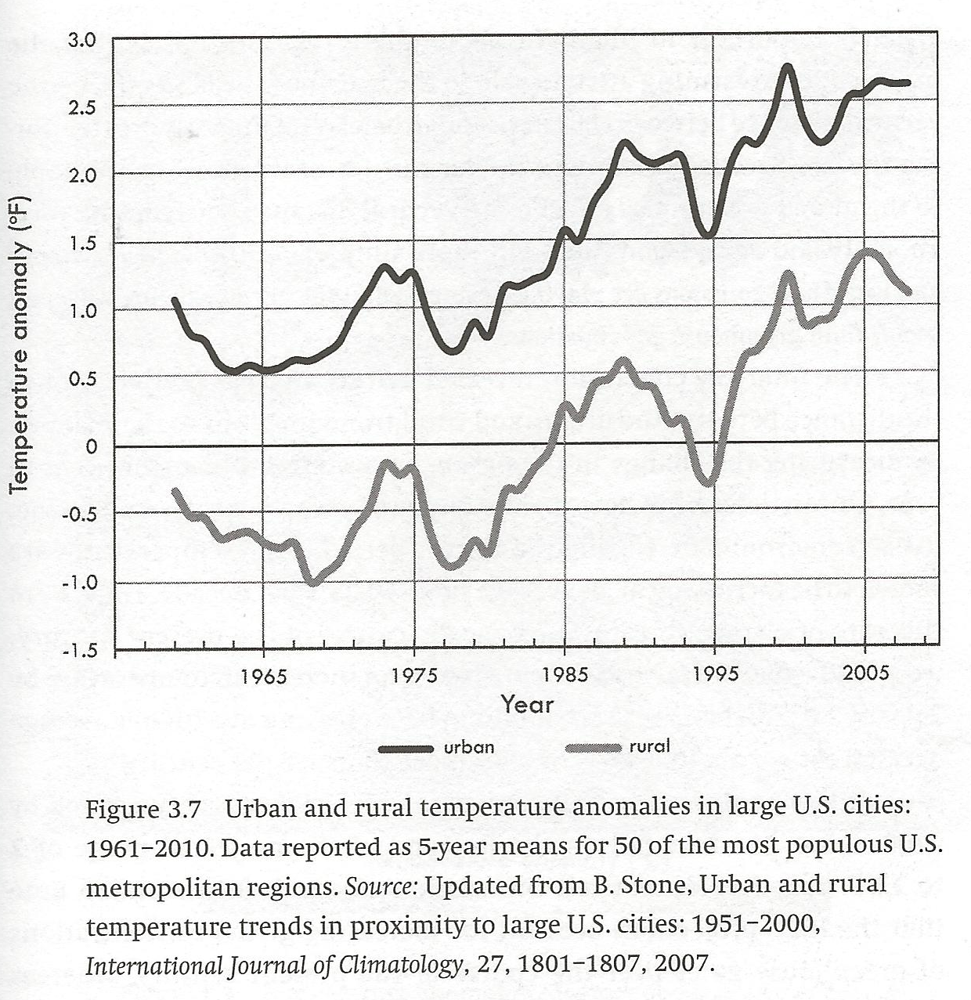 3.0
2.5
2.0
1.5
1.0
0.5
0
-0.5
-1.0
-1.5
Temperature anomaly (°F)
1965 1975 1985 1995 2005
Year
urban rural
Figure 3.7 Urban and rural temperature anomalies in large U.S. cities:
1961–2010. Data reported as 5-year means for 50 of the most populous U.S.
metropolitan regions. Source: Updated from B. Stone, Urban and rural
temperature trends in proximity to large U.S. cities: 1951–2000,
International Journal of Climatology, 27, 1801–1807, 2007.